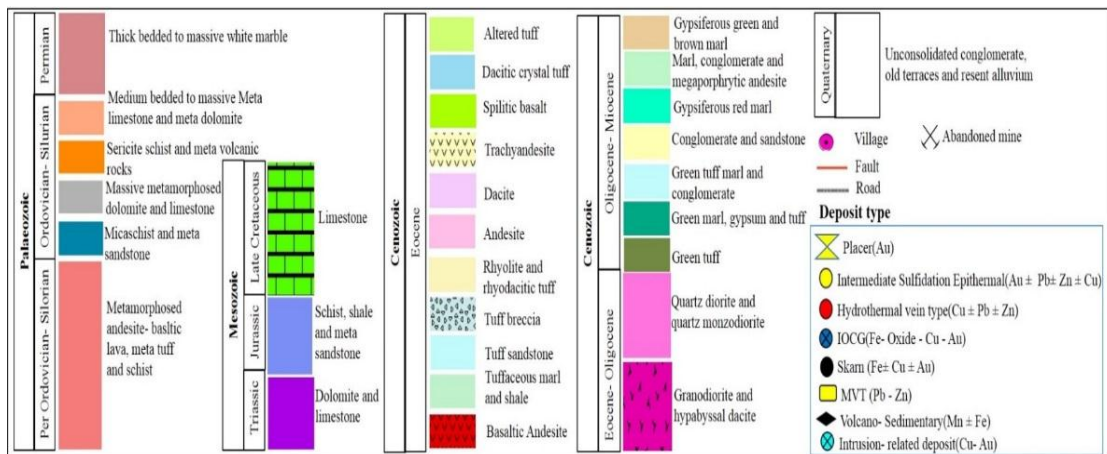 Palaeozoic
Permian
Thick bedded to massive white marble
Ordovician- Silurian
Medium bedded to massive Meta
limestone and meta dolomite
Sericite schist and meta volcanic
rocks
Massive metamorphosed
dolomite and limestone
Micaschist and meta
sandstone
Per Ordovician- Silorian
Metamorphosed
andesite- basltic
lava, meta tuff
and schist
Mesozoic
Late Cretaceous
Limestone
Jurassic
Schist, shale
and meta
sandstone
Triassic
Dolomite and
limestone
Cenozoic
Eocene
Altered tuff
Dacitic crystal tuff
Spilitic basalt
Trachyandesite
Dacite
Andesite
Rhyolite and
rhyodacitic tuff
Tuff breccia
Tuff sandstone
Tuffaceous marl
and shale
Basaltic Andesite
Cenozoic
Oligocene- Miocene
Gypsiferous green and
brown marl
Marl, conglomerate and
megaporphrytic andesite
Gypsiferous red marl
Conglomerate and sandstone
Green tuff marl and
conglomerate
Green marl, gypsum and tuff
Green tuff
Eocene- Oligocene
Quartz diorite and
quartz monzodiorite
Granodiorite and
hypabyssal dacite
Quaternary
Unconsolidated conglomerate,
old terraces and resent alluvium
Village
Abandoned mine
Fault
Road
Deposit type
Placer(Au)
Intermediate Sulfidation Epithermal(Au ± Pb± Zn ± Cu)
Hydrothermal vein type(Cu ± Pb ± Zn)
IOCG(Fe- Oxide - Cu - Au)
Skarn (Fe± Cu ± Au)
MVT (Pb - Zn)
Volcano- Sedimentary(Mn ± Fe)
Intrusion- related deposit(Cu- Au)